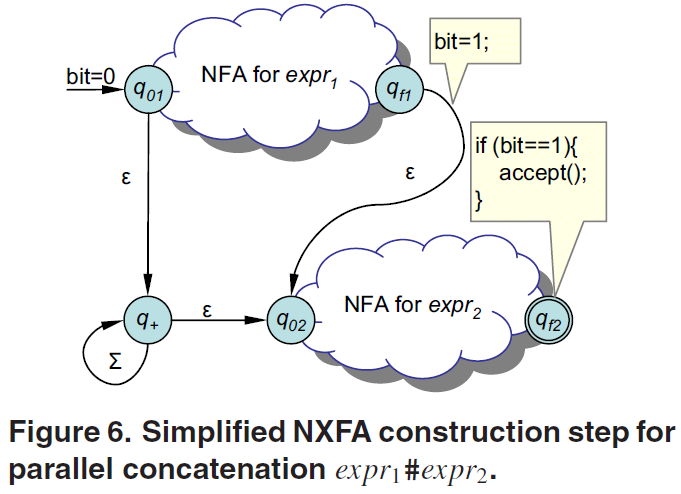 bit=0
q01
NFA for expr1
qf1
bit=1;
ε
ε
if (bit==1){
accept();
}
q+
ε
q02
NFA for expr2
qf2
Σ
Figure 6. Simplified NXFA construction step for
parallel concatenation expr1#expr2.